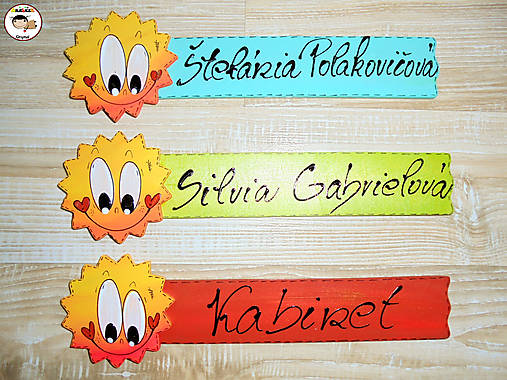 Štefánia Polakovičová
Silvia Gabrielová
Kabinet